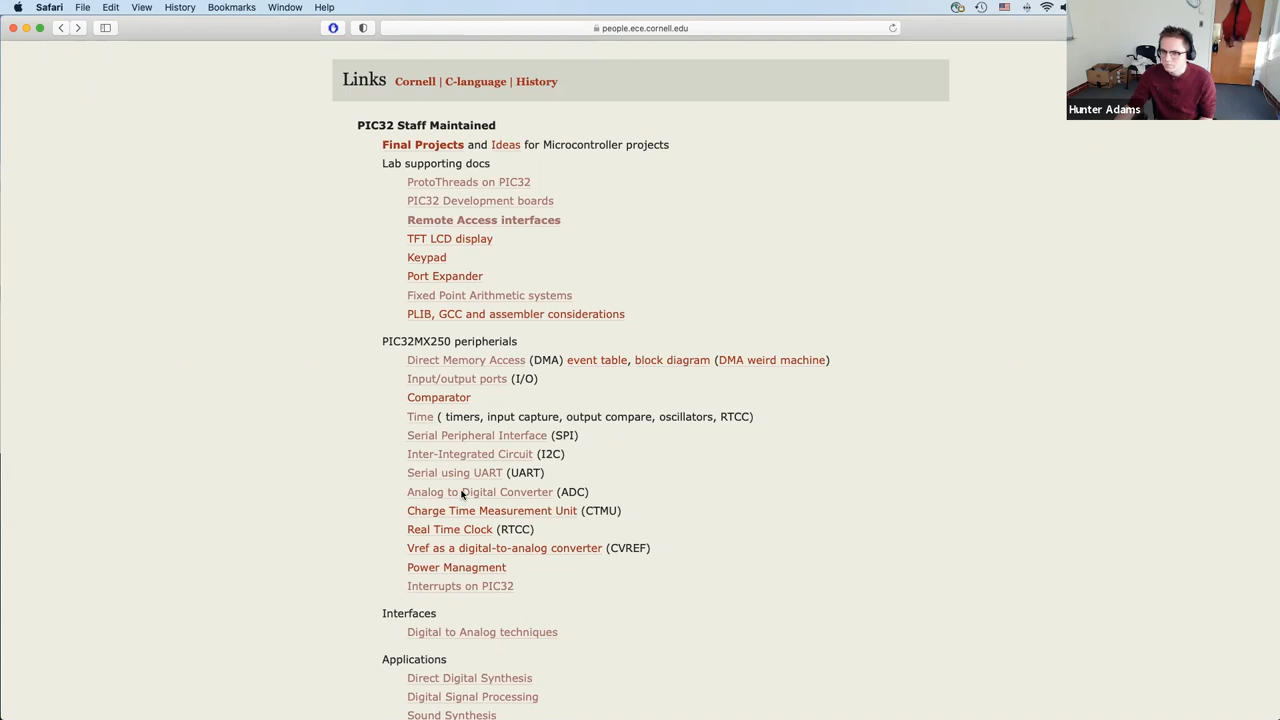 Safari File Edit View History Bookmarks Window Help
people.ece.cornell.edu
Hunter Adams
Links Cornell | C-language | History
PIC32 Staff Maintained
Final Projects and Ideas for Microcontroller projects
Lab supporting docs
ProtoThreads on PIC32
PIC32 Development boards
Remote Access interfaces
TFT LCD display
Keypad
Port Expander
Fixed Point Arithmetic systems
PLIB, GCC and assembler considerations
PIC32MX250 peripherials
Direct Memory Access (DMA) event table, block diagram (DMA weird machine)
Input/output ports (I/O)
Comparator
Time ( timers, input capture, output compare, oscillators, RTCC)
Serial Peripheral Interface (SPI)
Inter-Integrated Circuit (I2C)
Serial using UART (UART)
Analog to Digital Converter (ADC)
Charge Time Measurement Unit (CTMU)
Real Time Clock (RTCC)
Vref as a digital-to-analog converter (CVREF)
Power Managment
Interrupts on PIC32
Interfaces
Digital to Analog techniques
Applications
Direct Digital Synthesis
Digital Signal Processing
Sound Synthesis